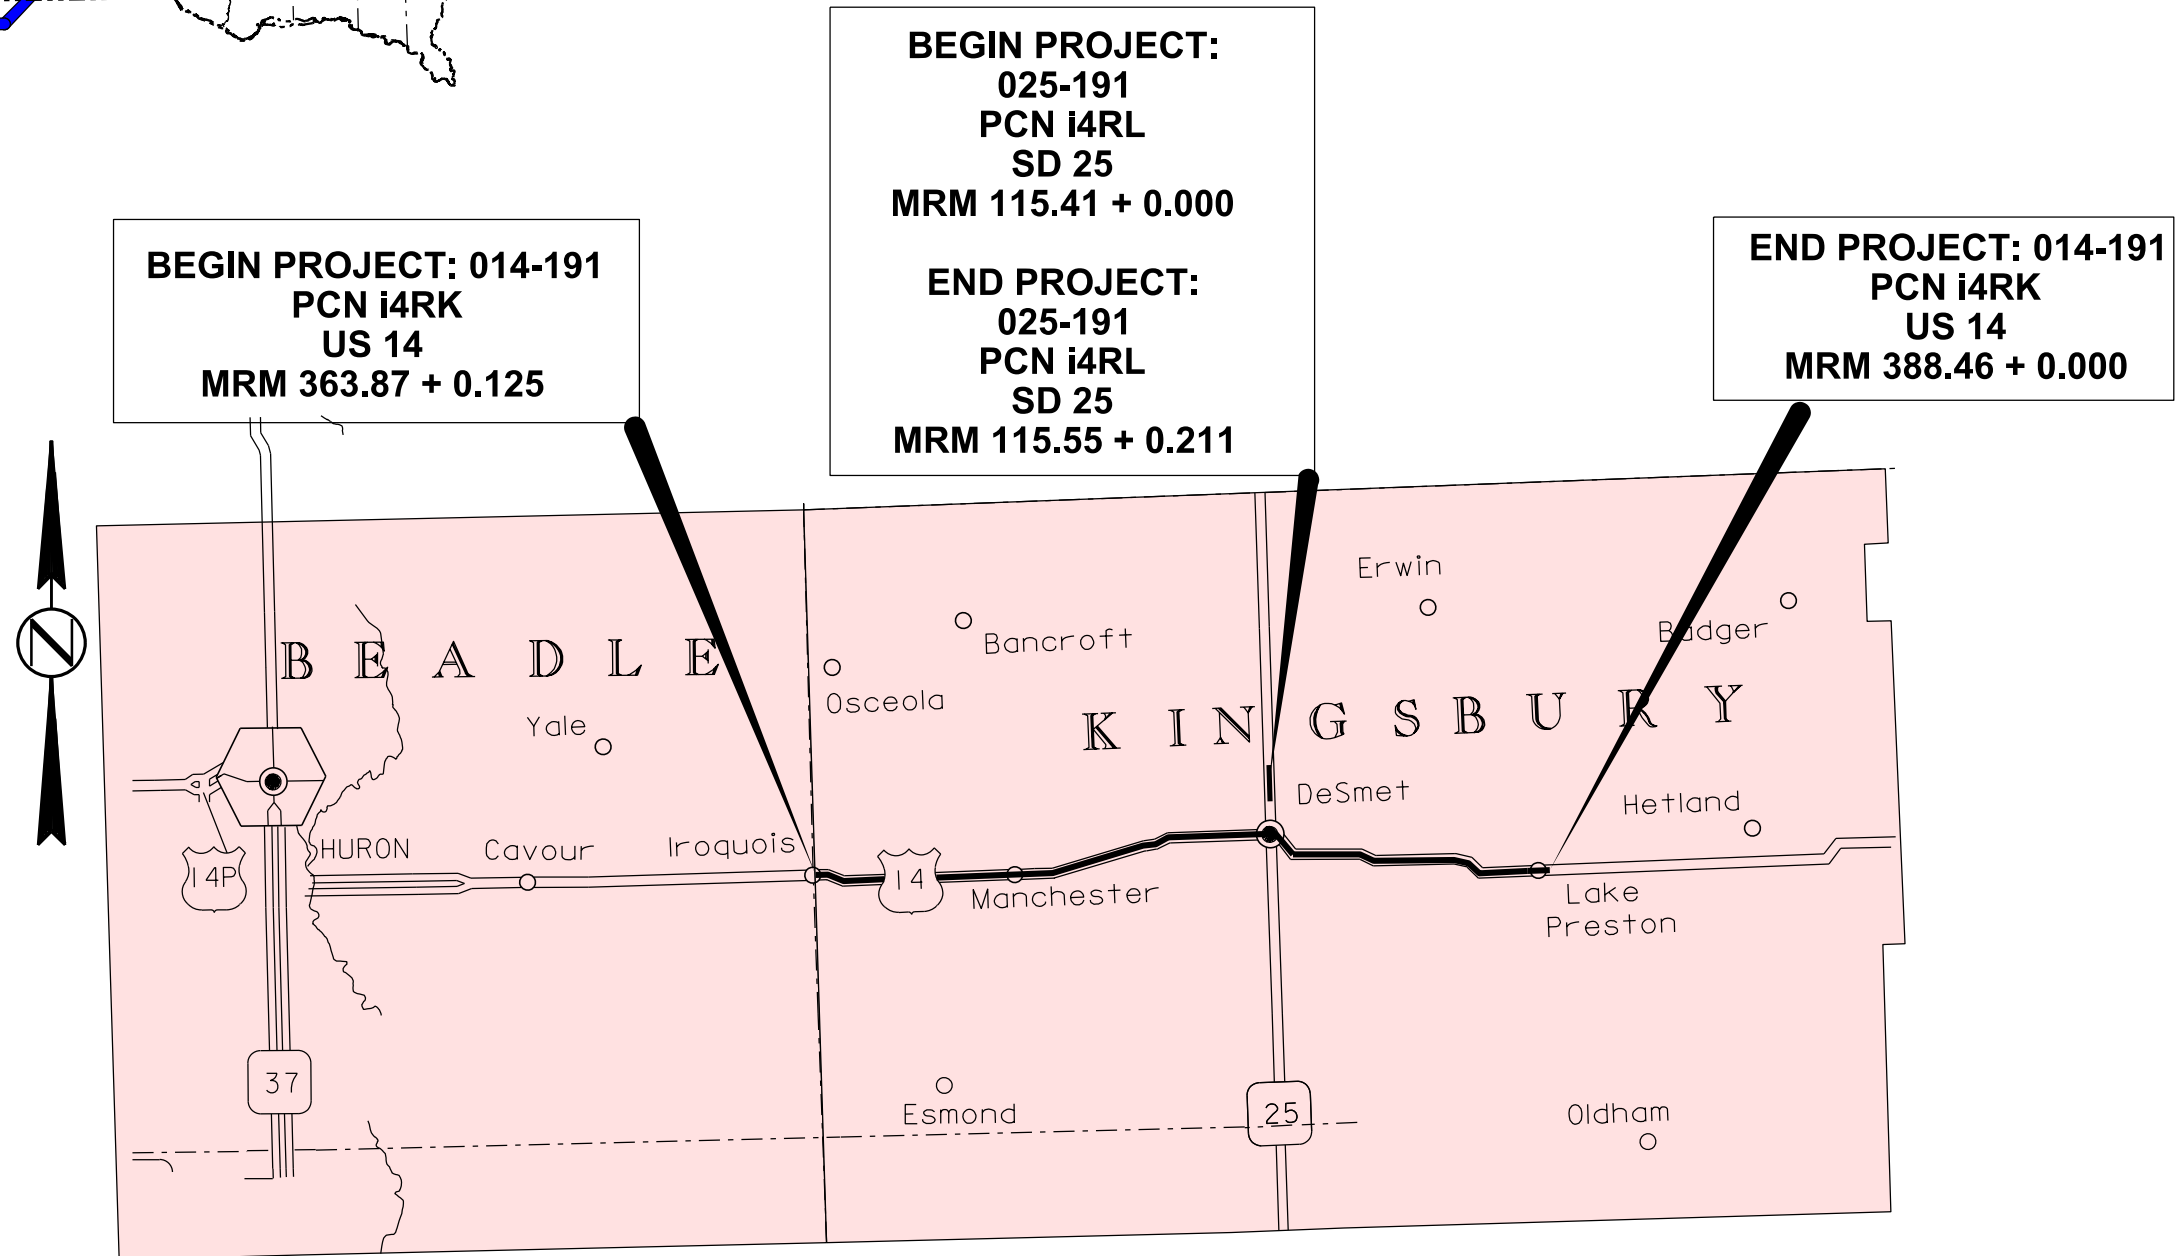 BEGIN PROJECT:
025-191
PCN i4RL
SD 25
MRM 115.41 + 0.000
END PROJECT:
025-191
PCN i4RL
SD 25
MRM 115.55 + 0.211
BEGIN PROJECT: 014-191
PCN i4RK
US 14
MRM 363.87 + 0.125
END PROJECT: 014-191
PCN i4RK
US 14
MRM 388.46 + 0.000
N
BEADLE
KINGSBURY
Erwin
Badger
Bancroft
Osceola
Yale
DeSmet
Hetland
HURON
Cavour
Iroquois
14P
14
Manchester
Lake
Preston
37
Esmond
25
Oldham